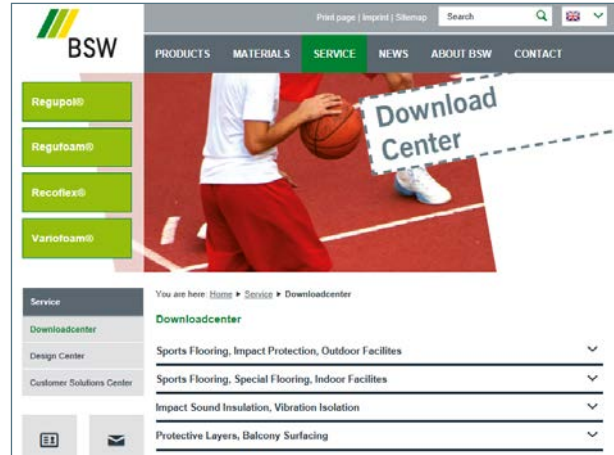 Print page | Imprint | Sitemap
Search
BSW
PRODUCTS MATERIALS SERVICE NEWS ABOUT BSW CONTACT
Regupol®
Regufoam®
Recoflex®
Variofoam®
Download
Center
Service
Downloadcenter
Design Center
Customer Solutions Center
You are here: Home ▸ Service ▸ Downloadcenter
Downloadcenter
Sports Flooring, Impact Protection, Outdoor Facilites
Sports Flooring, Special Flooring, Indoor Facilites
Impact Sound Insulation, Vibration Isolation
Protective Layers, Balcony Surfacing